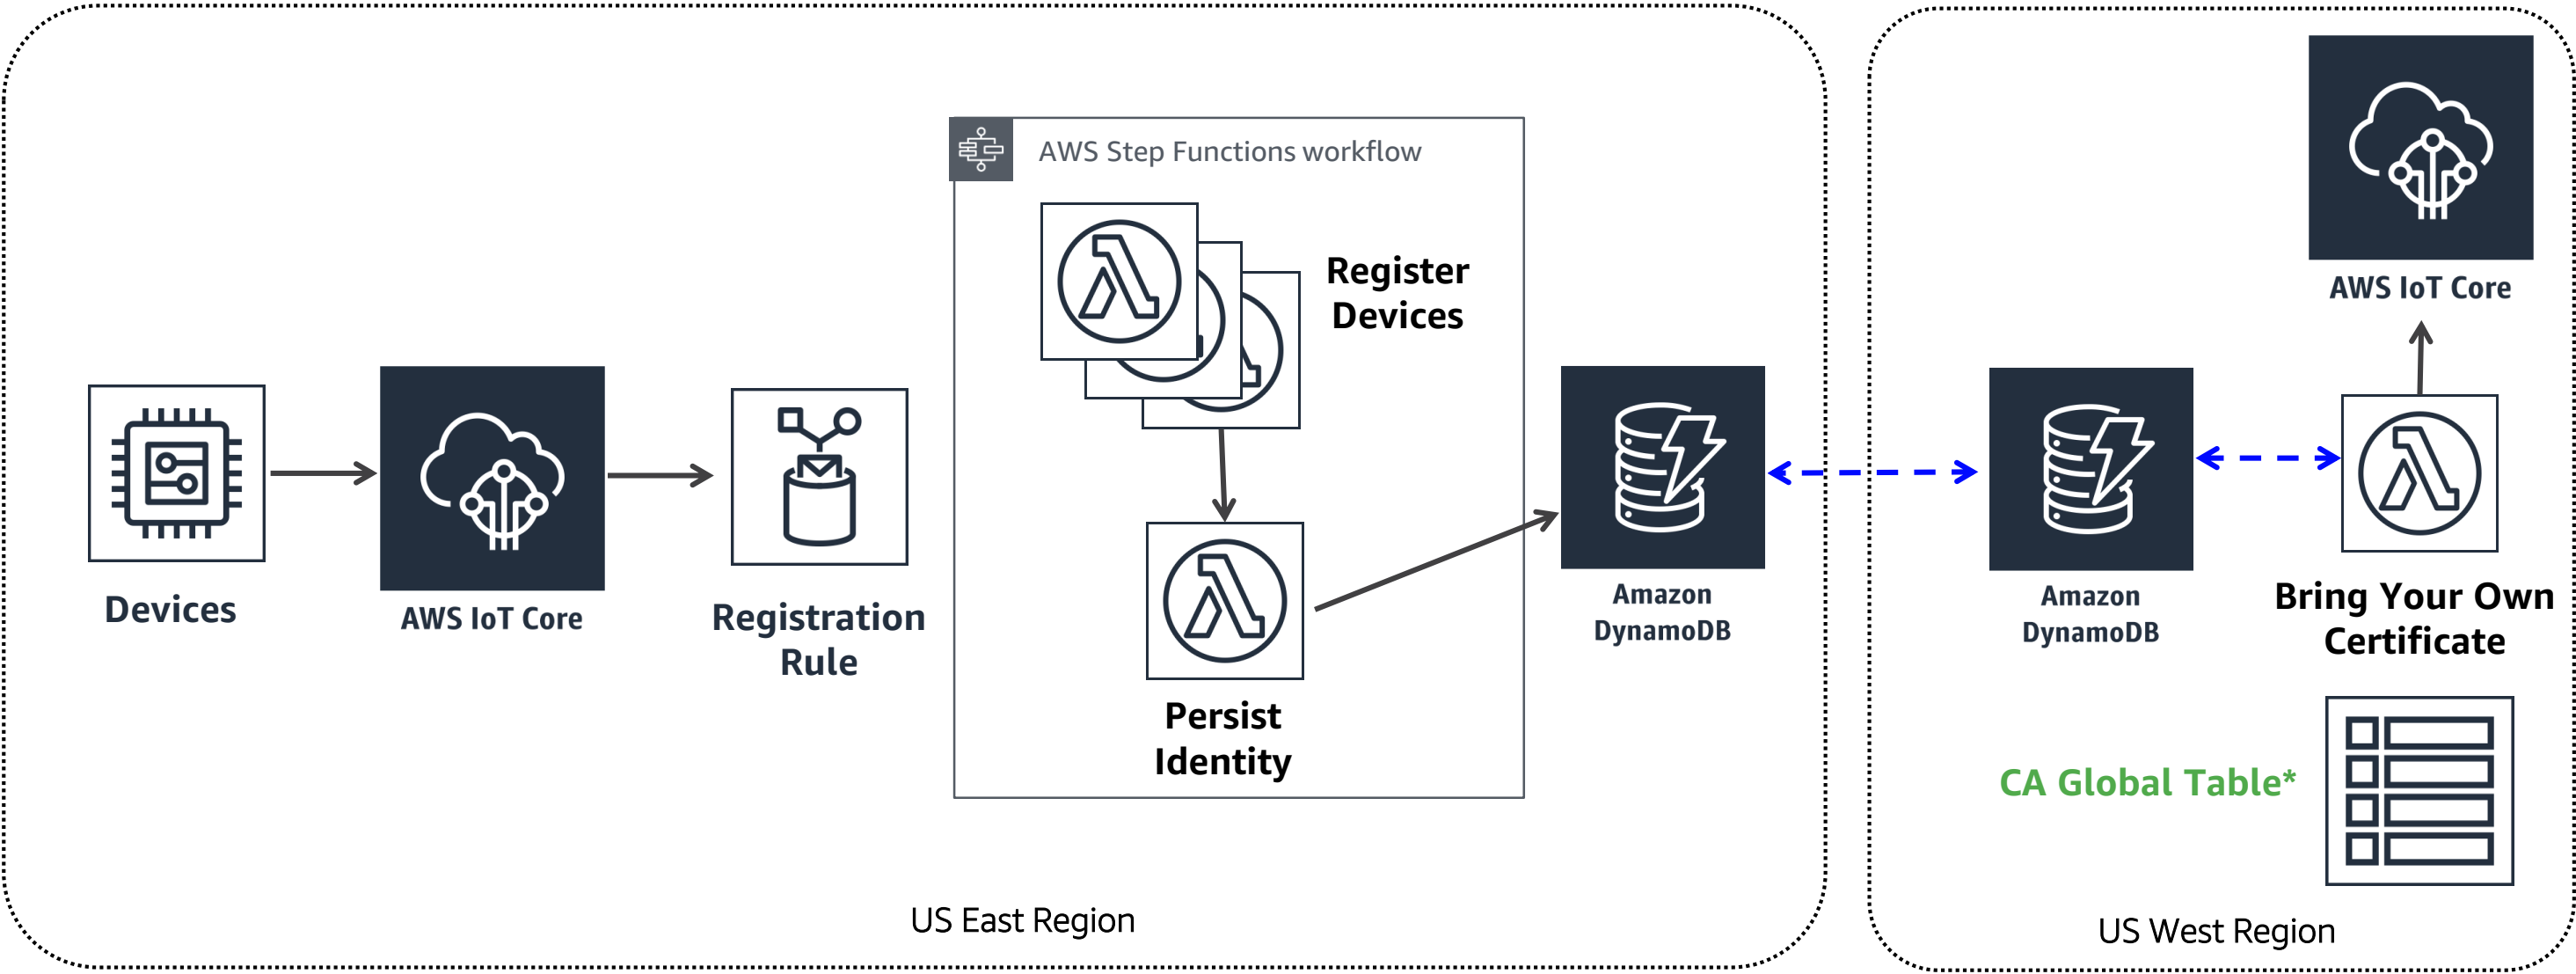 AWS Step Functions workflow
Register
Devices
AWS IoT Core
Devices
AWS IoT Core
Registration
Rule
Persist
Identity
Amazon
DynamoDB
Amazon
DynamoDB
Bring Your Own
Certificate
CA Global Table*
US East Region
US West Region